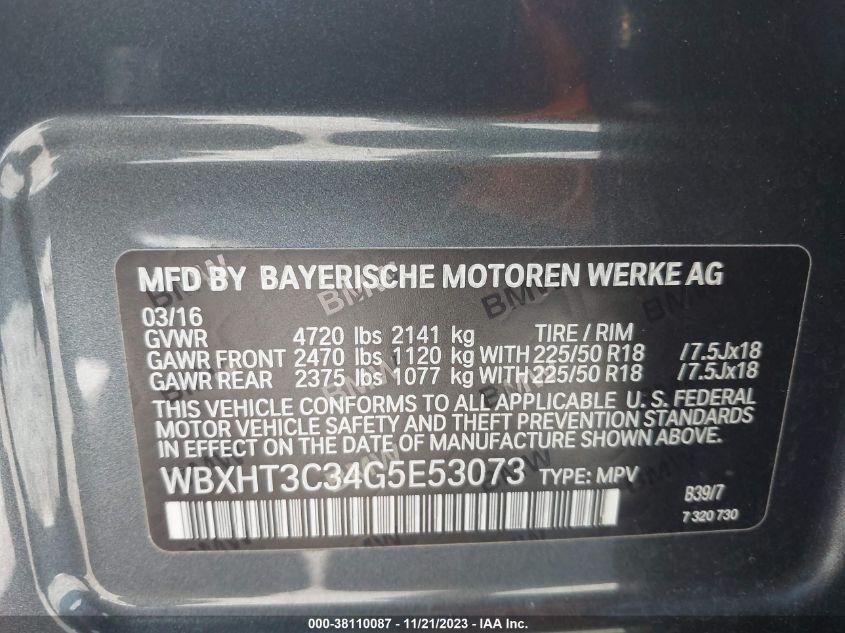 MFD BY BAYERISCHE MOTOREN WERKE AG
03/16
GVWR 4720 lbs 2141 kg TIRE / RIM
GAWR FRONT 2470 lbs 1120 kg WITH 225/50 R18 /7.5Jx18
GAWR REAR 2375 lbs 1077 kg WITH 225/50 R18 /7.5Jx18
THIS VEHICLE CONFORMS TO ALL APPLICABLE U. S. FEDERAL
MOTOR VEHICLE SAFETY AND THEFT PREVENTION STANDARDS
IN EFFECT ON THE DATE OF MANUFACTURE SHOWN ABOVE.
WBXHT3C34G5E53073 TYPE: MPV
B39/7
7 320 730
000-38110087 - 11/21/2023 - IAA Inc.